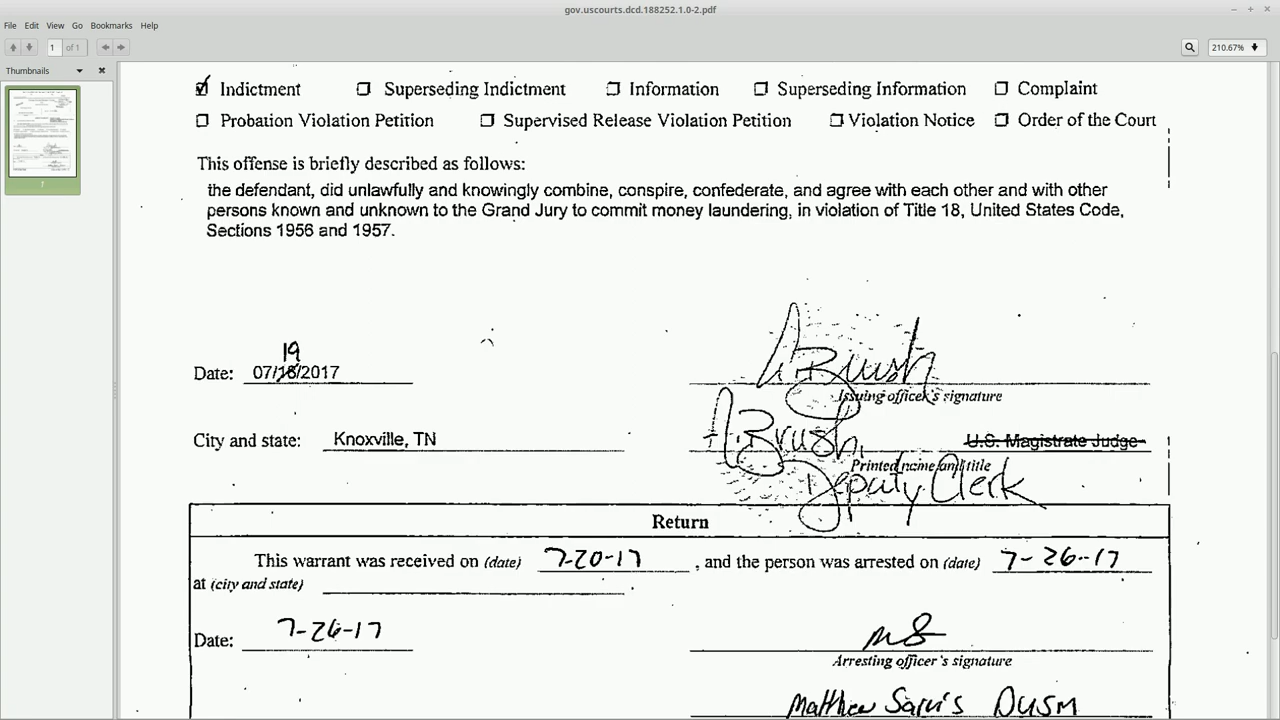 gov.uscourts.dcd.188252.1.0-2.pdf
File Edit View Go Bookmarks Help
1 of 1 210.67%
Thumbnails
Indictment Superseding Indictment Information Superseding Information Complaint
Probation Violation Petition Supervised Release Violation Petition Violation Notice Order of the Court
This offense is briefly described as follows:
the defendant, did unlawfully and knowingly combine, conspire, confederate, and agree with each other and with other
persons known and unknown to the Grand Jury to commit money laundering, in violation of Title 18, United States Code,
Sections 1956 and 1957.
19
Date: 07/18/2017 A. Brush
Issuing officer's signature
City and state: Knoxville, TN A. Brush, U.S. Magistrate Judge
Printed name and title
Deputy Clerk
Return
This warrant was received on (date) 7-20-17 , and the person was arrested on (date) 7-26-17
at (city and state)
Date: 7-26-17
Arresting officer's signature
Matthew Sarvis DUSM